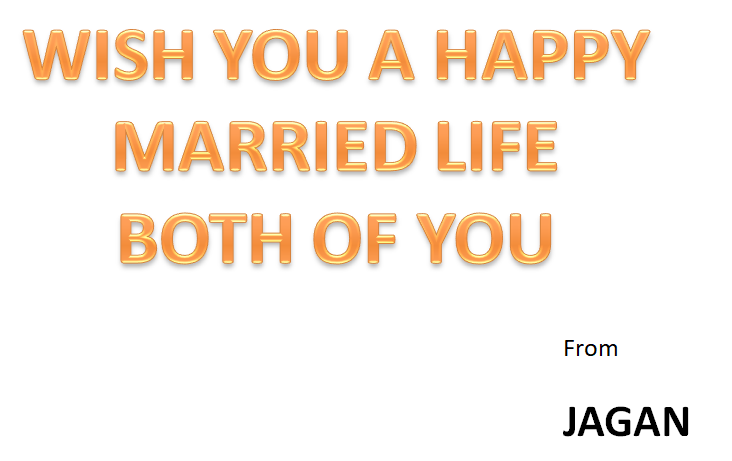 WISH YOU A HAPPY
MARRIED LIFE
BOTH OF YOU
From
JAGAN